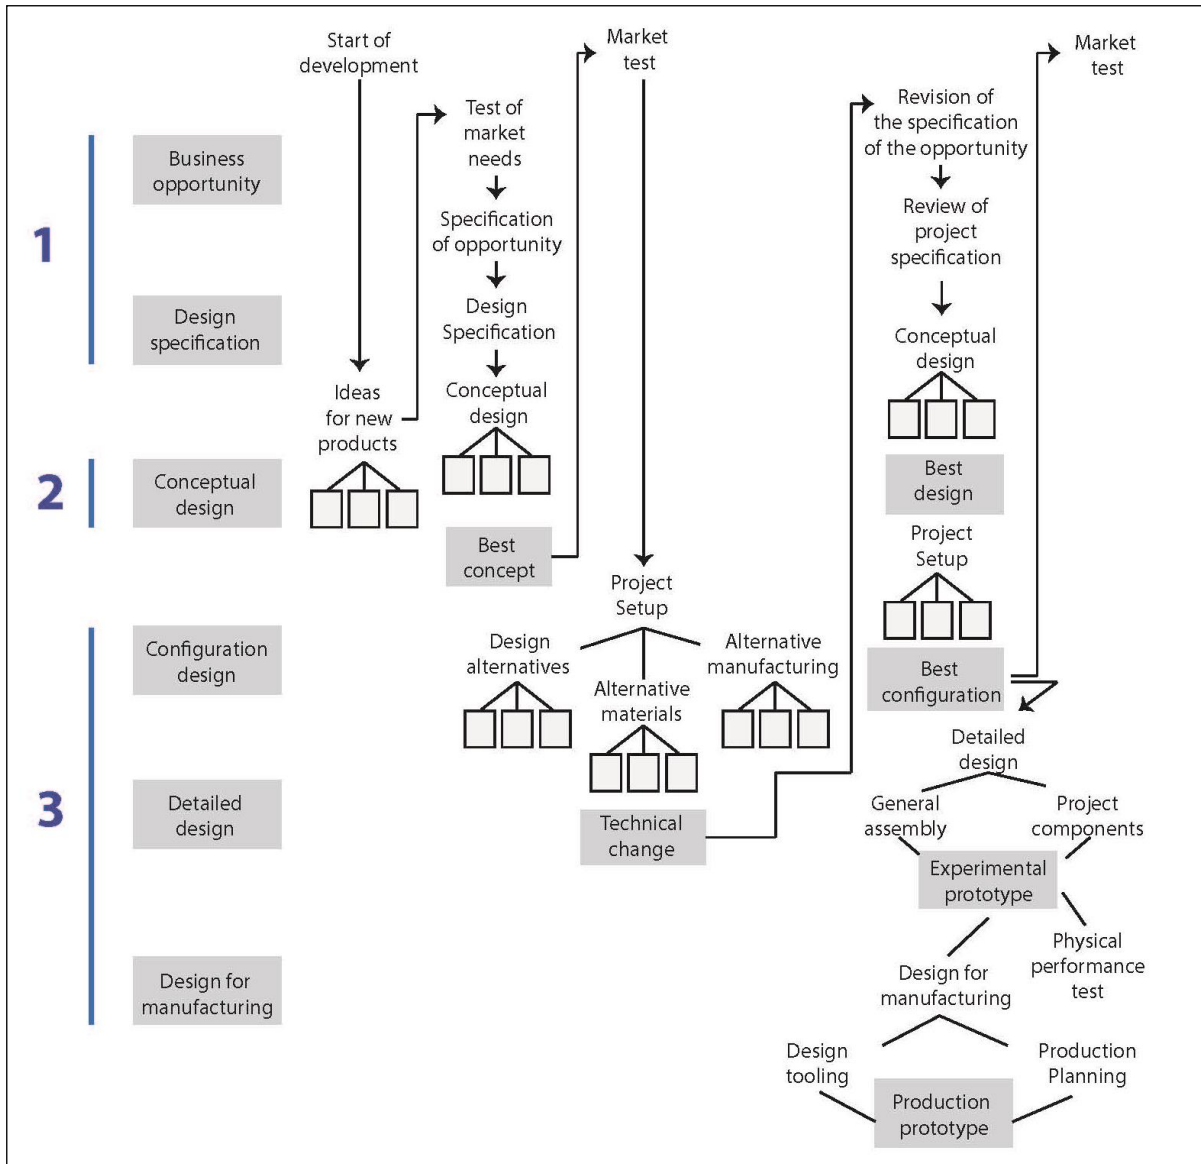 1
Business
opportunity
Design
specification
2
Conceptual
design
3
Configuration
design
Detailed
design
Design for
manufacturing
Start of
development
Ideas
for new
products
Test of
market
needs
Specification
of opportunity
Design
Specification
Conceptual
design
Best
concept
Market
test
Project
Setup
Design
alternatives
Alternative
materials
Alternative
manufacturing
Technical
change
Revision of
the specification
of the opportunity
Review of
project
specification
Conceptual
design
Best
design
Project
Setup
Best
configuration
Market
test
Detailed
design
General
assembly
Project
components
Experimental
prototype
Physical
performance
test
Design for
manufacturing
Design
tooling
Production
Planning
Production
prototype